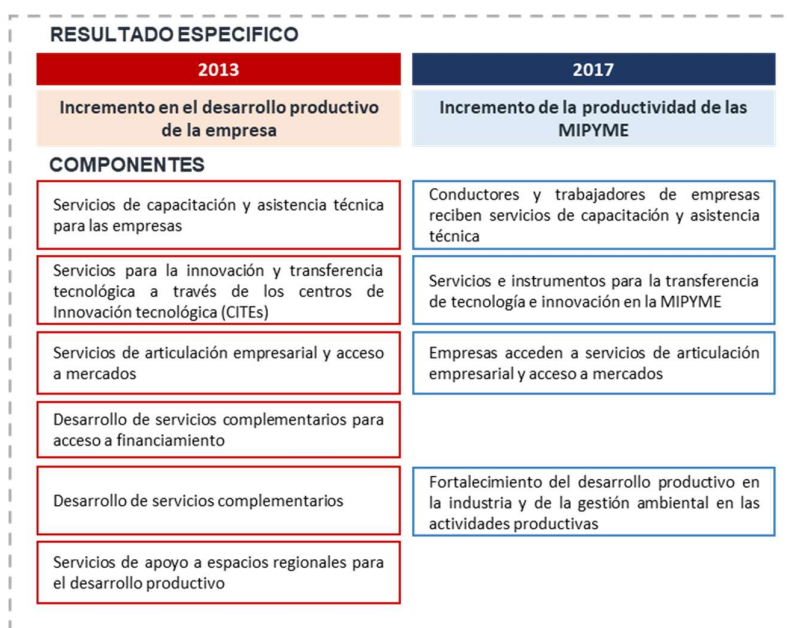 RESULTADO ESPECIFICO
2013
Incremento en el desarrollo productivo
de la empresa
2017
Incremento de la productividad de las
MIPYME
COMPONENTES
Servicios de capacitación y asistencia técnica
para las empresas
Conductores y trabajadores de empresas
reciben servicios de capacitación y asistencia
técnica
Servicios para la innovación y transferencia
tecnológica a través de los centros de
Innovación tecnológica (CITEs)
Servicios e instrumentos para la transferencia
de tecnología e innovación en la MIPYME
Servicios de articulación empresarial y acceso
a mercados
Empresas acceden a servicios de articulación
empresarial y acceso a mercados
Desarrollo de servicios complementarios para
acceso a financiamiento
Desarrollo de servicios complementarios
Fortalecimiento del desarrollo productivo en
la industria y de la gestión ambiental en las
actividades productivas
Servicios de apoyo a espacios regionales para
el desarrollo productivo